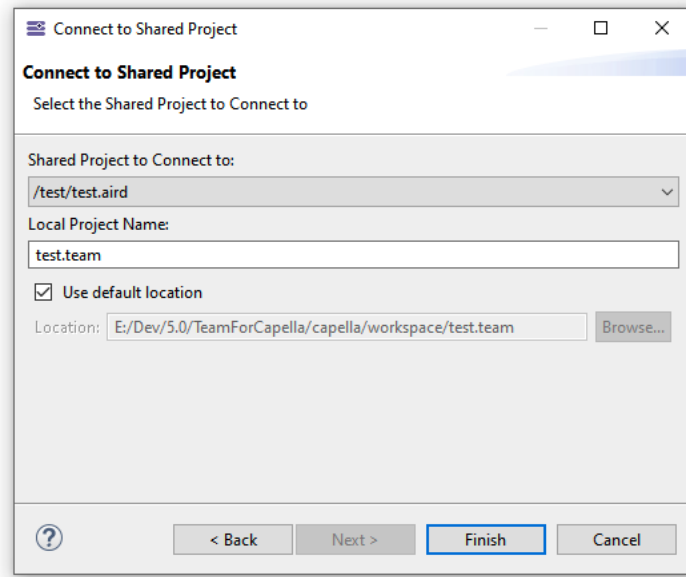 Connect to Shared Project
Connect to Shared Project
Select the Shared Project to Connect to
Shared Project to Connect to:
/test/test.aird
Local Project Name:
test.team
Use default location
Location: E:/Dev/5.0/TeamForCapella/capella/workspace/test.team Browse...
? < Back Next > Finish Cancel